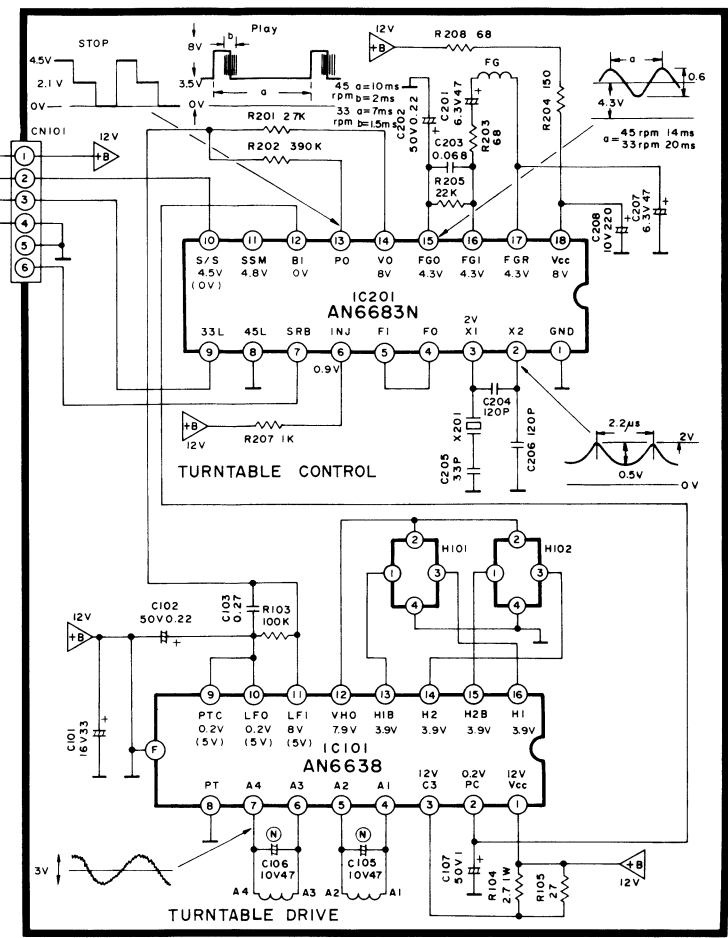 STOP
4.5V
2.1V
0V
8V
b
Play
3.5V
0V
a
45 rpm a=10ms b=2ms
33 rpm a=7ms b=1.5ms
12V
+B
R208 68
FG
R204 150
a
0.6
4.3V
a= 45 rpm 14ms
33 rpm 20ms
CN101
12V
+B
1
2
3
4
5
6
R201 27K
R202 390K
C202
50V0.22
C201
6.3V47
R203
68
C203
0.068
R205
22K
C208
10V220
C207
6.3V47
10 11 12 13 14 15 16 17 18
S/S SSM BI PO VO FGO FGI FGR Vcc
4.5V 4.8V 0V 8V 4.3V 4.3V 4.3V 8V
(0V)
IC201
AN6683N
2V
33L 45L SRB INJ FI FO X1 X2 GND
9 8 7 6 5 4 3 2 1
0.9V
+B
12V
R207 1K
TURNTABLE CONTROL
X201
C204
120P
C205
33P
C206 120P
2.2μs
2V
0.5V
0V
H101
H102
2
1
3
4
2
1
3
4
12V
+B
C102
50V0.22
C103
0.27
R103
100K
C101
16V33
F
9 10 11 12 13 14 15 16
PTC LFO LFI VHO H1B H2 H2B H1
0.2V 0.2V 8V 7.9V 3.9V 3.9V 3.9V 3.9V
(5V) (5V) (5V)
IC101
AN6638
12V 0.2V 12V
PT A4 A3 A2 A1 C3 PC Vcc
8 7 6 5 4 3 2 1
3V
N
C106
10V47
N
C105
10V47
A4 A3 A2 A1
C107
50V1
R104
2.7 1W
R105
27
+B
12V
TURNTABLE DRIVE